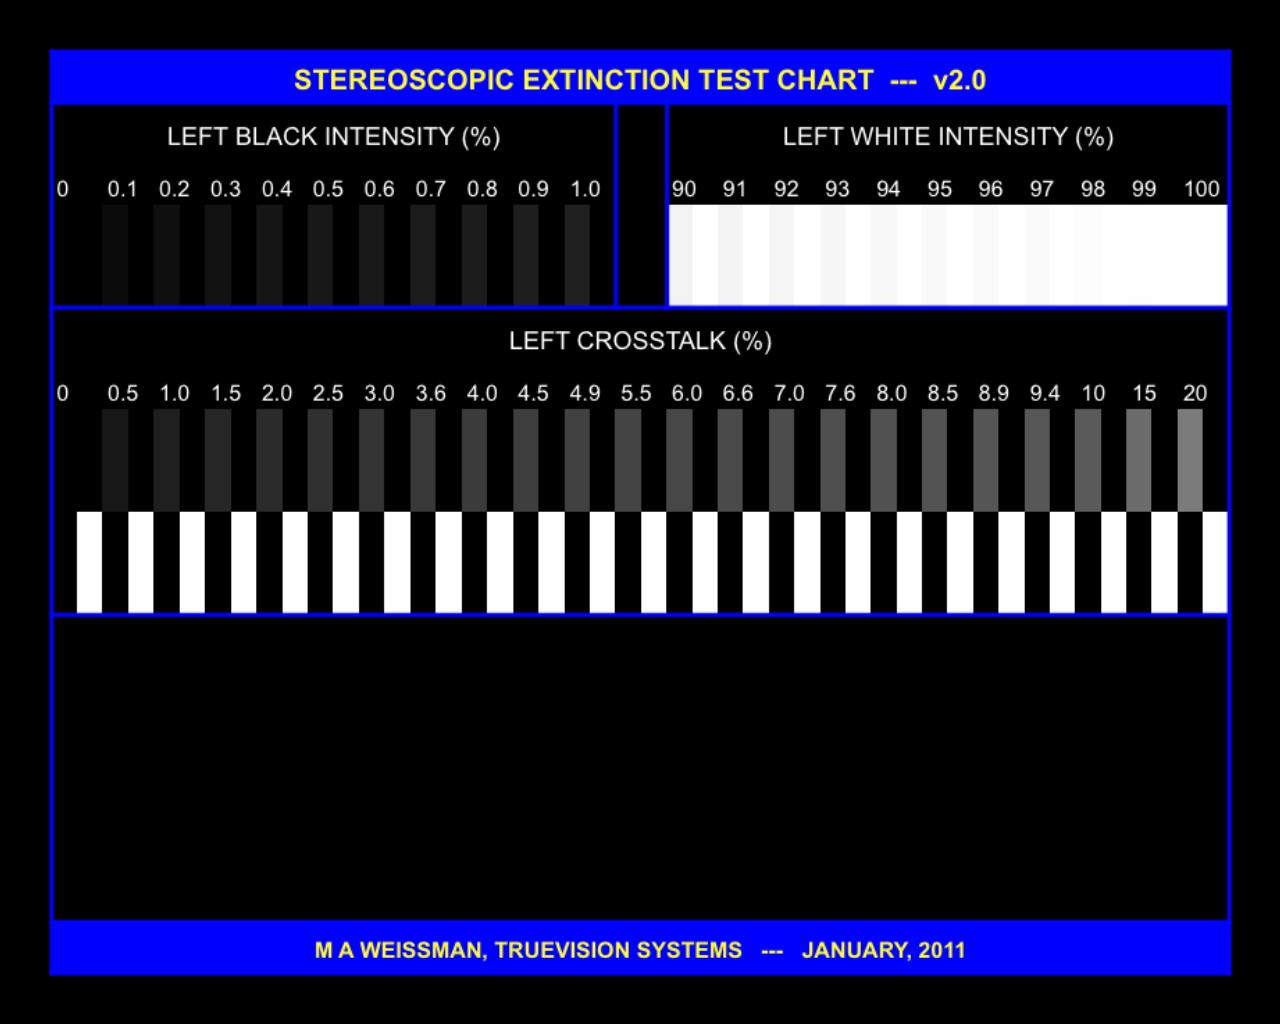 STEREOSCOPIC EXTINCTION TEST CHART --- v2.0
LEFT BLACK INTENSITY (%)
0 0.1 0.2 0.3 0.4 0.5 0.6 0.7 0.8 0.9 1.0
LEFT WHITE INTENSITY (%)
90 91 92 93 94 95 96 97 98 99 100
LEFT CROSSTALK (%)
0 0.5 1.0 1.5 2.0 2.5 3.0 3.6 4.0 4.5 4.9 5.5 6.0 6.6 7.0 7.6 8.0 8.5 8.9 9.4 10 15 20
M A WEISSMAN, TRUEVISION SYSTEMS --- JANUARY, 2011